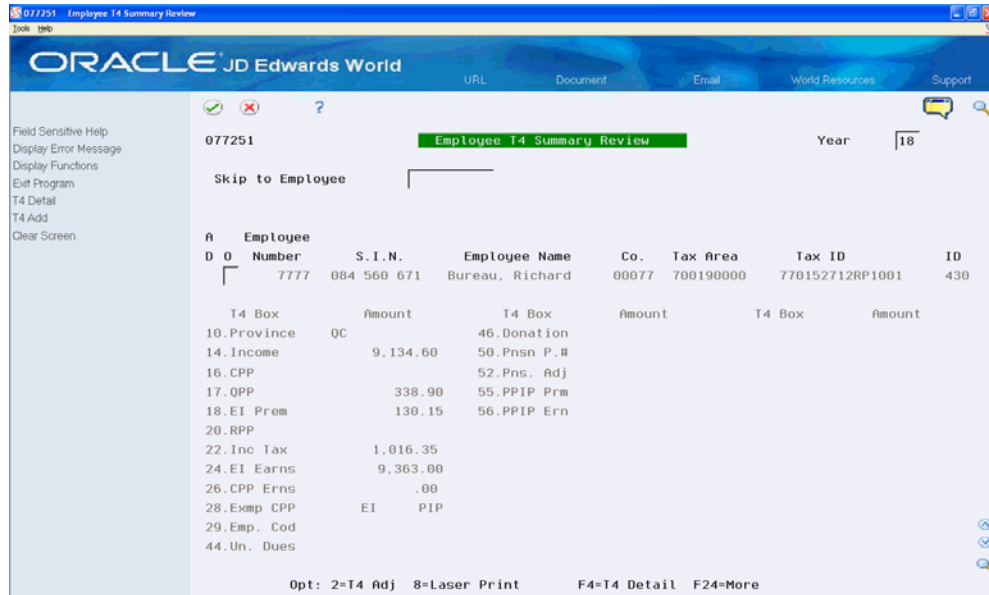 077251 Employee T4 Summary Review
Tools Help
ORACLE JD Edwards World
URL Document Email World Resources Support
?
Field Sensitive Help
Display Error Message
Display Functions
Exit Program
T4 Detail
T4 Add
Clear Screen
077251 Employee T4 Summary Review Year 18
Skip to Employee
A Employee
D O Number S.I.N. Employee Name Co. Tax Area Tax ID ID
7777 084 560 671 Bureau, Richard 00077 700190000 770152712RP1001 430
T4 Box Amount T4 Box Amount T4 Box Amount
10.Province QC 46.Donation
14.Income 9,134.60 50.Pnsn P.#
16.CPP 52.Pns. Adj
17.QPP 338.90 55.PPIP Prm
18.EI Prem 130.15 56.PPIP Ern
20.RPP
22.Inc Tax 1,016.35
24.EI Earns 9,363.00
26.CPP Erns .00
28.Exmp CPP EI PIP
29.Emp. Cod
44.Un. Dues
Opt: 2=T4 Adj 8=Laser Print F4=T4 Detail F24=More